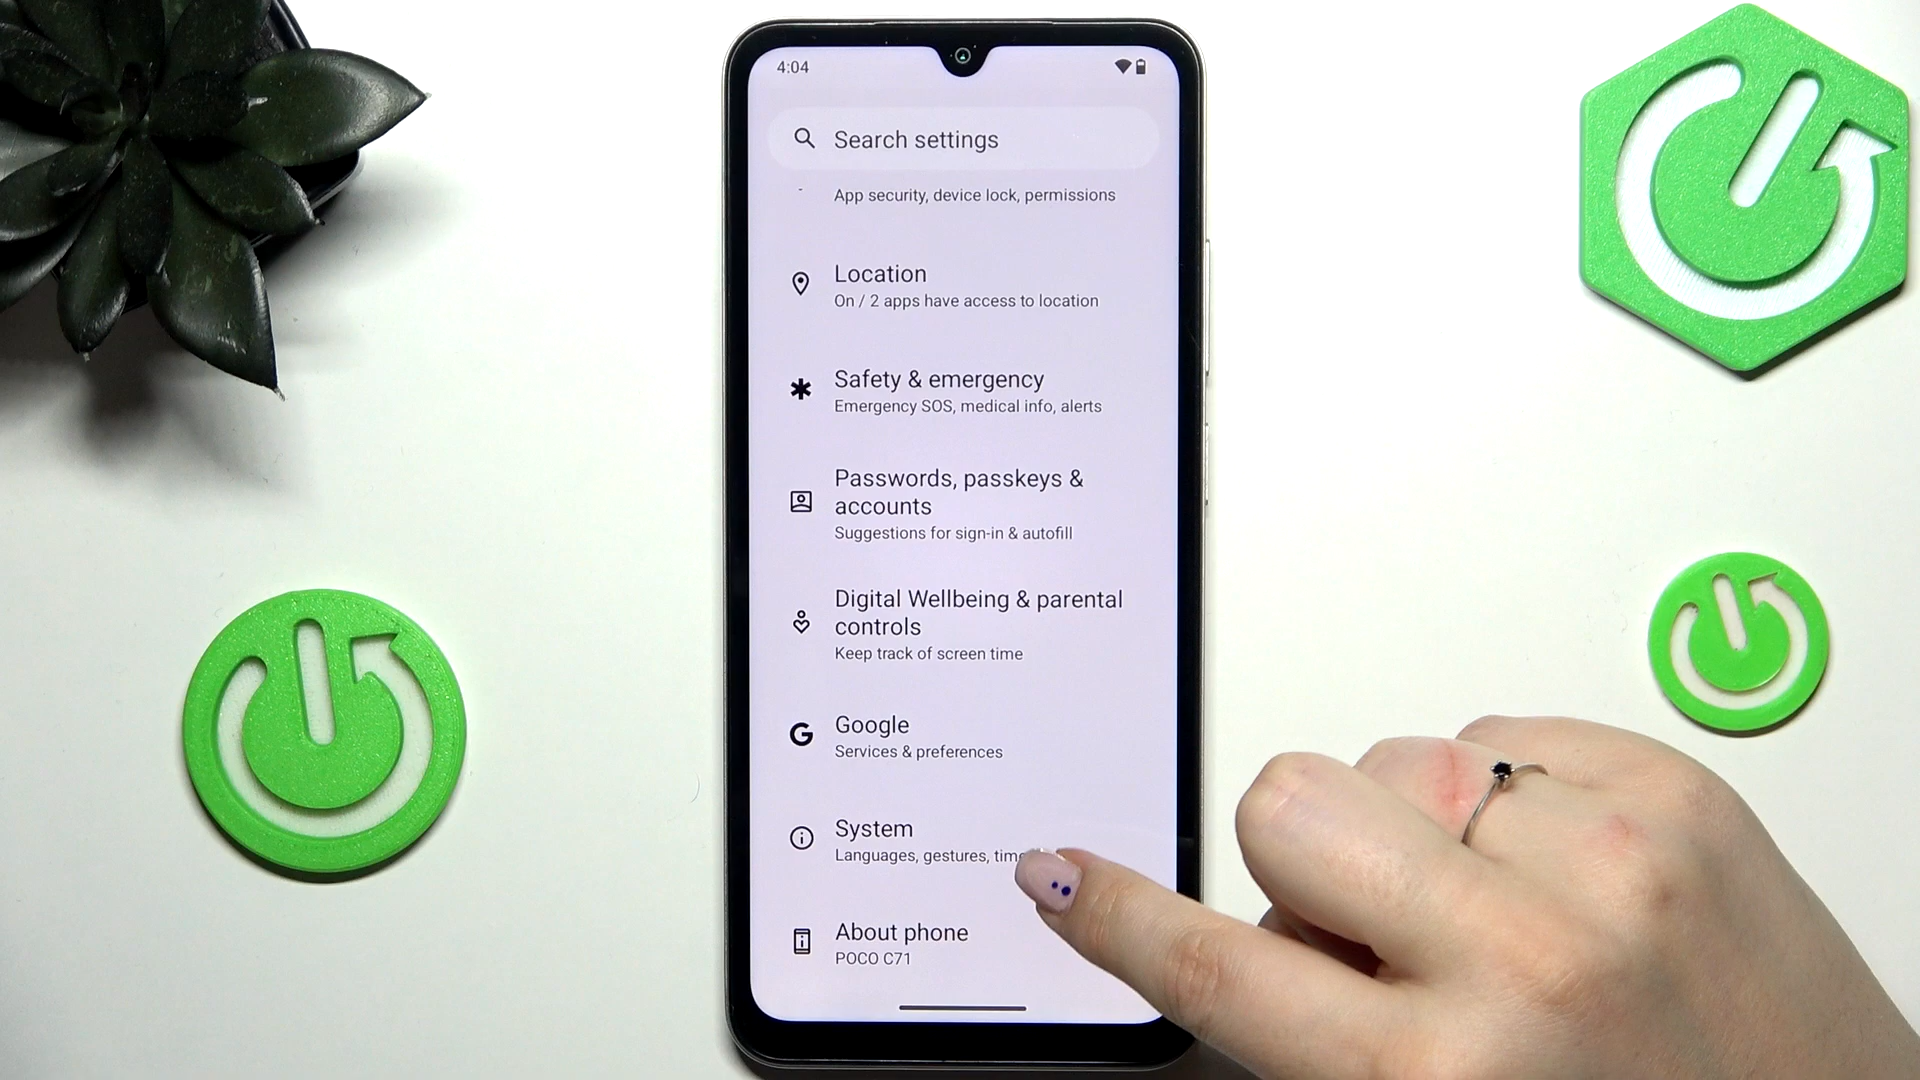 4:04
Search settings
App security, device lock, permissions
Location
On / 2 apps have access to location
Safety & emergency
Emergency SOS, medical info, alerts
Passwords, passkeys &
accounts
Suggestions for sign-in & autofill
Digital Wellbeing & parental
controls
Keep track of screen time
Google
Services & preferences
System
Languages, gestures, time
About phone
POCO C71